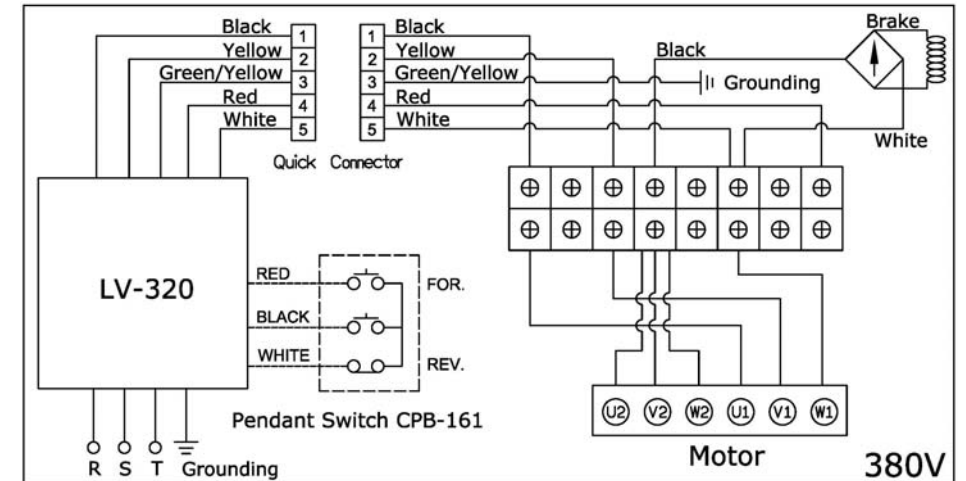 Black 1 1 Black
Yellow 2 2 Yellow
Green/Yellow 3 3 Green/Yellow
Red 4 4 Red
White 5 5 White
Quick Connector
Grounding
Black
Brake
White
LV-320
RED
FOR.
BLACK
WHITE
REV.
Pendant Switch CPB-161
R S T Grounding
U2 V2 W2 U1 V1 W1
Motor
380V